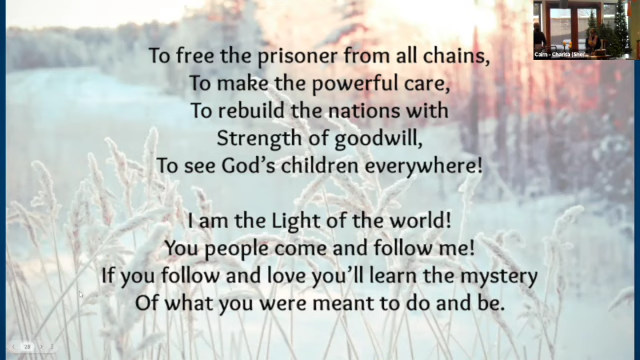 To free the prisoner from all chains,
To make the powerful care,
To rebuild the nations with
Strength of goodwill,
To see God's children everywhere!
I am the Light of the world!
You people come and follow me!
If you follow and love you'll learn the mystery
Of what you were meant to do and be.